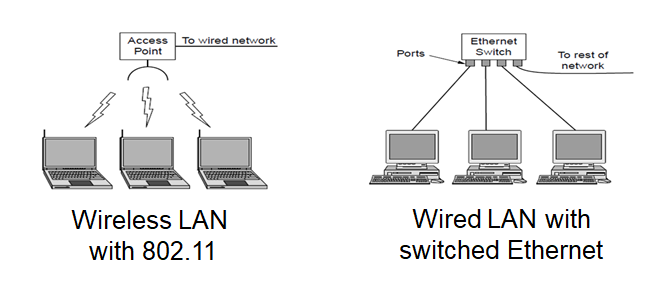 Access
Point
To wired network
Wireless LAN
with 802.11
Ethernet
Switch
Ports
To rest of
network
Wired LAN with
switched Ethernet